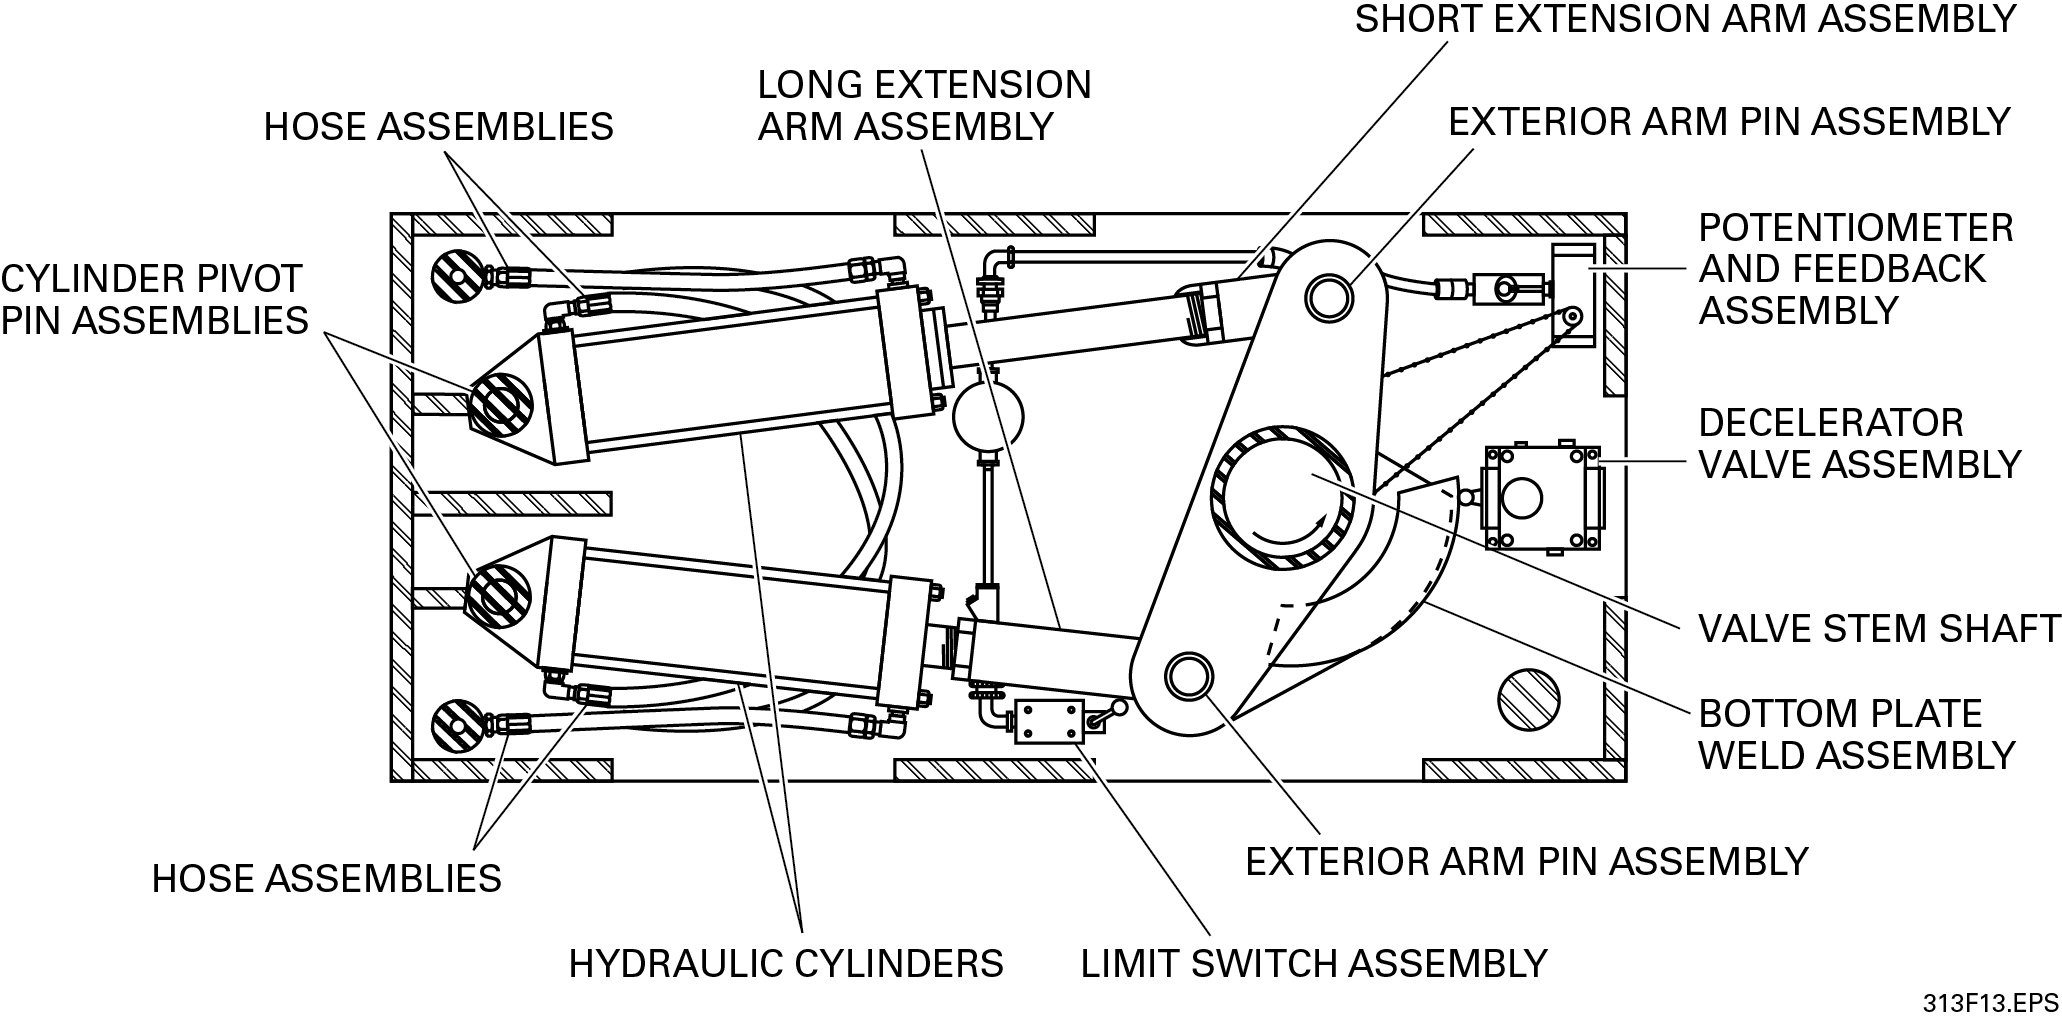 SHORT EXTENSION ARM ASSEMBLY
LONG EXTENSION
ARM ASSEMBLY
HOSE ASSEMBLIES
EXTERIOR ARM PIN ASSEMBLY
CYLINDER PIVOT
PIN ASSEMBLIES
POTENTIOMETER
AND FEEDBACK
ASSEMBLY
DECELERATOR
VALVE ASSEMBLY
VALVE STEM SHAFT
BOTTOM PLATE
WELD ASSEMBLY
HOSE ASSEMBLIES
EXTERIOR ARM PIN ASSEMBLY
HYDRAULIC CYLINDERS
LIMIT SWITCH ASSEMBLY
313F13.EPS